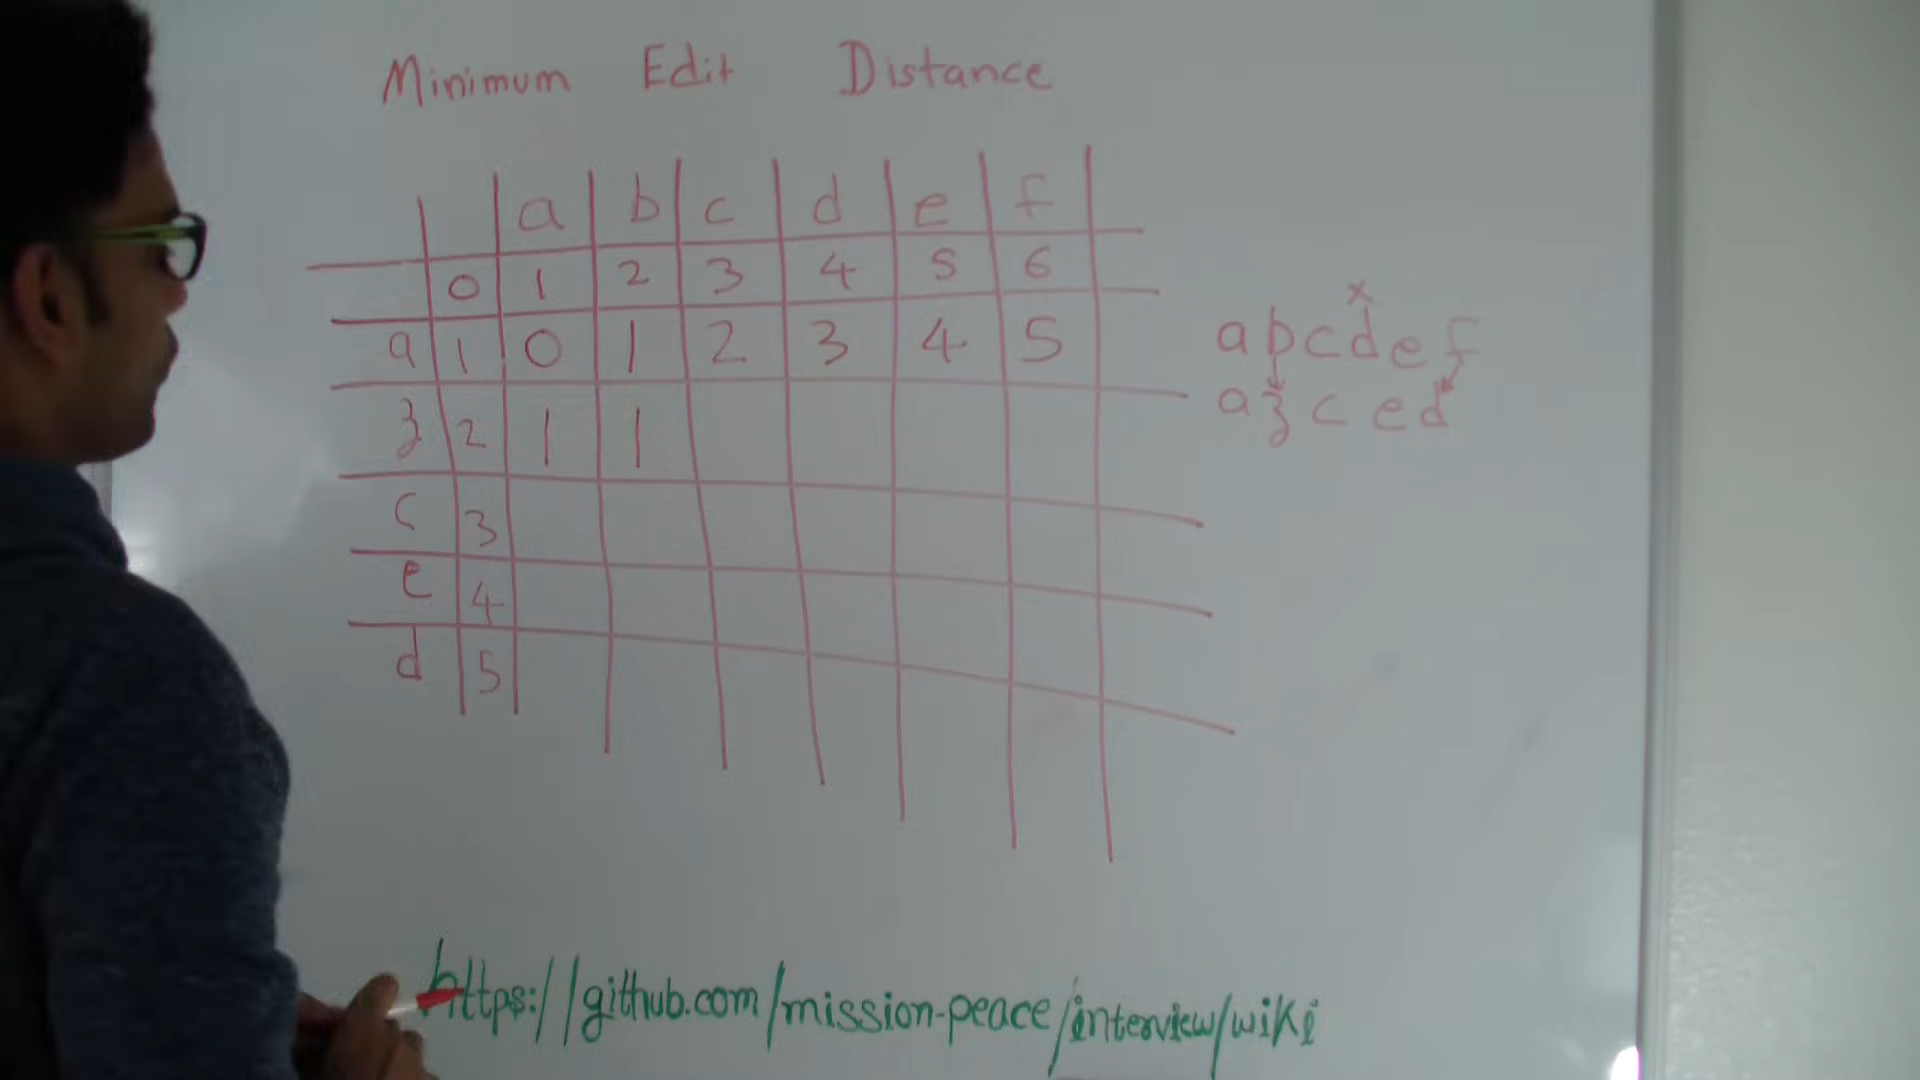 Minimum Edit Distance
a b c d e f
0 1 2 3 4 5 6
a 1 0 1 2 3 4 5
z 2 1 1
c 3
e 4
d 5
x
abcdef
azced
https://github.com/mission-peace/interview/wiki